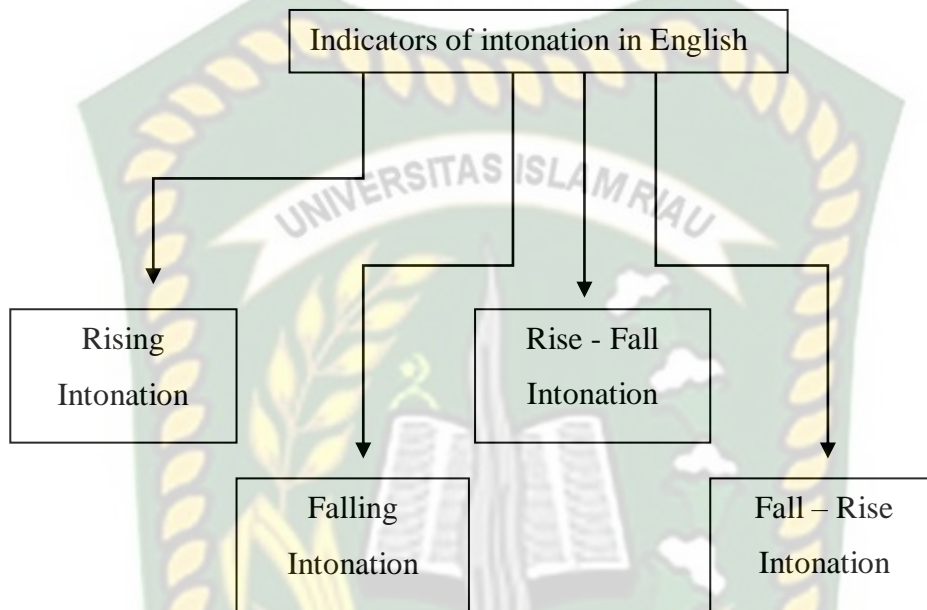 Indicators of intonation in English
UNIVERSITAS ISLAM RIAU
Rising
Intonation
Rise - Fall
Intonation
Falling
Intonation
Fall – Rise
Intonation